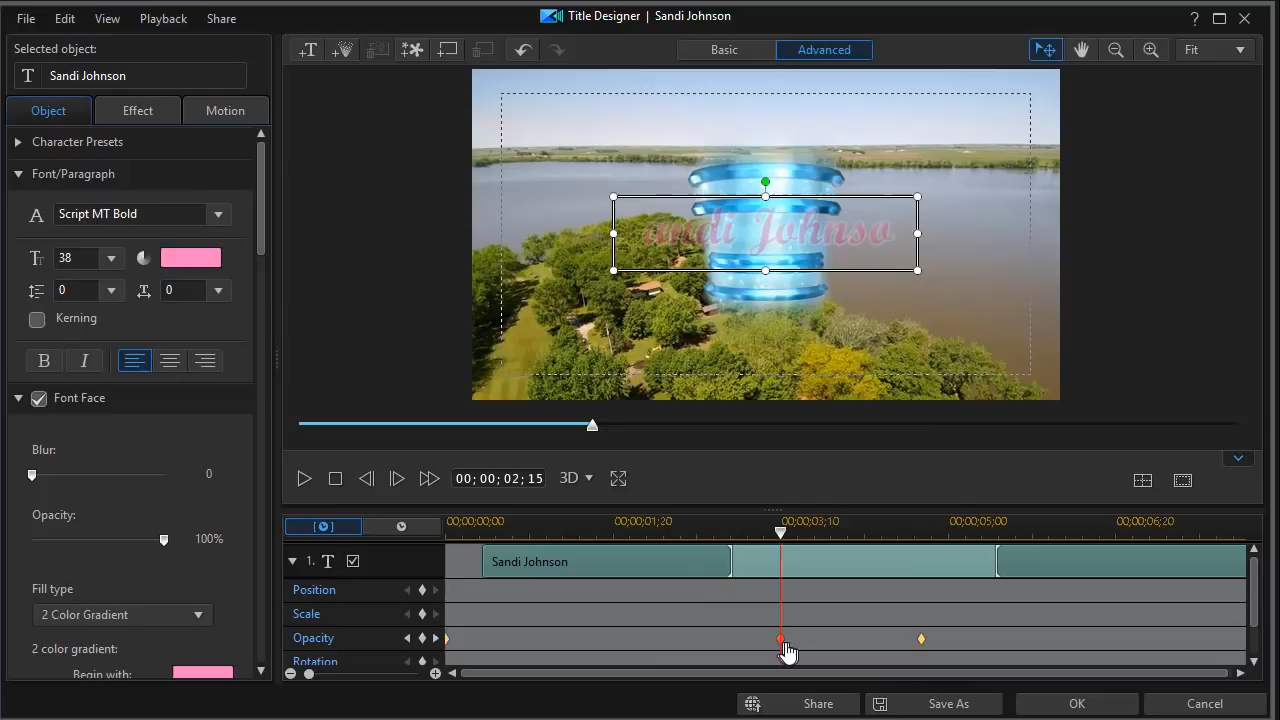 File Edit View Playback Share
Title Designer | Sandi Johnson
?
Selected object:
T Sandi Johnson
Basic Advanced
Fit
Object Effect Motion
Character Presets
Font/Paragraph
Script MT Bold
38
0 0
Kerning
B I
Font Face
Blur:
0
Opacity:
100%
Fill type
2 Color Gradient
2 color gradient:
Begin with:
andi Johnso
00; 00; 02; 15 3D
00;00;00;00 00;00;01;20 00;00;03;10 00;00;05;00 00;00;06;20
1. T Sandi Johnson
Position
Scale
Opacity
Rotation
Share Save As OK Cancel